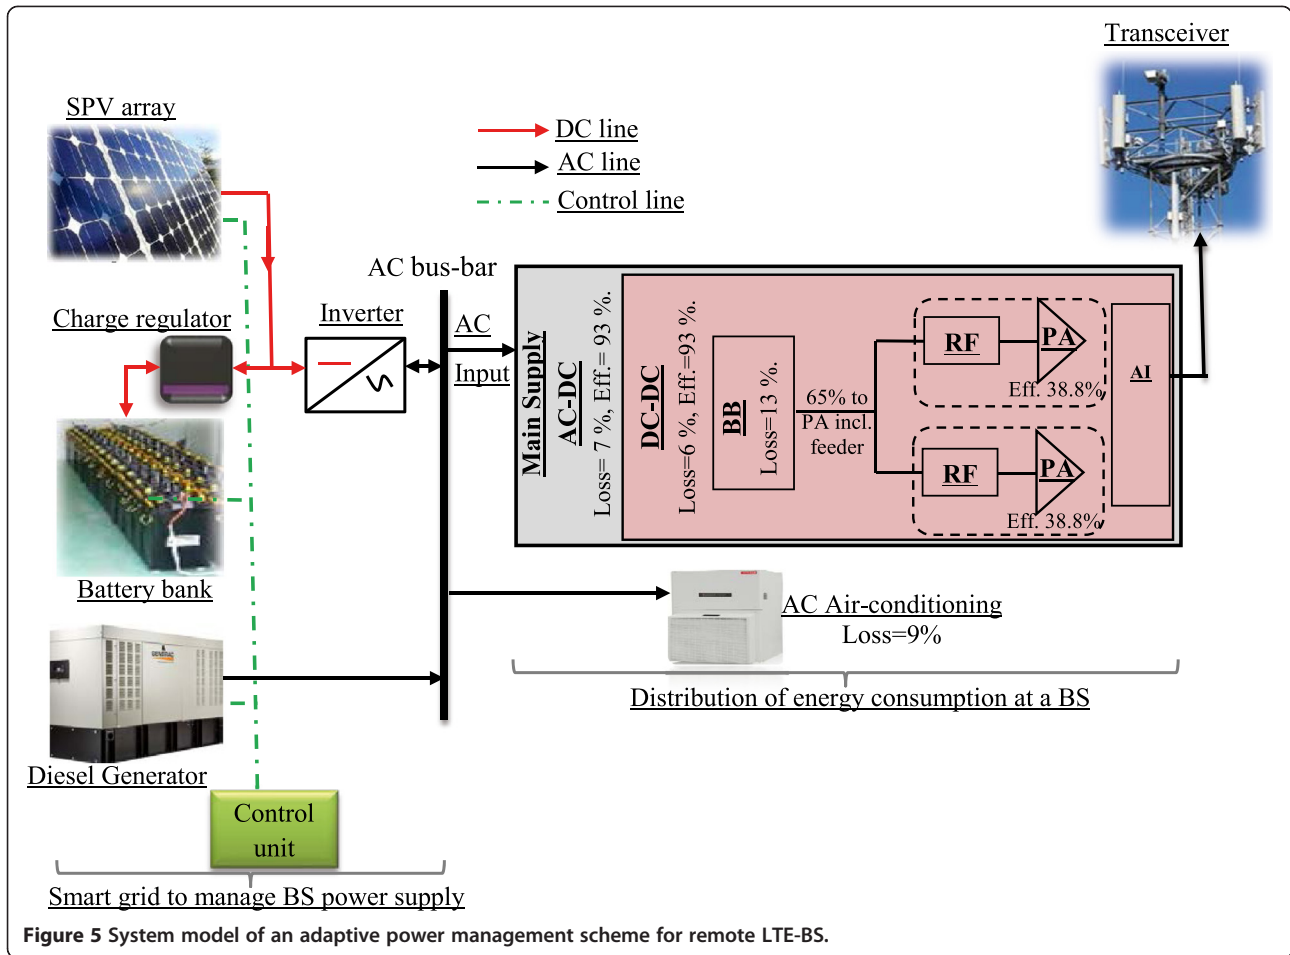 Transceiver
SPV array
DC line
AC line
Control line
AC bus-bar
Charge regulator
Inverter
AC
Input
Main Supply
AC-DC
Loss= 7 %, Eff.= 93 %.
DC-DC
Loss=6 %, Eff.=93 %.
BB
Loss=13 %.
65% to
PA incl.
feeder
RF
PA
Eff. 38.8%
RF
PA
Eff. 38.8%
AI
Battery bank
AC Air-conditioning
Loss=9%
Distribution of energy consumption at a BS
GENERAC
Diesel Generator
Control
unit
Smart grid to manage BS power supply
Figure 5 System model of an adaptive power management scheme for remote LTE-BS.